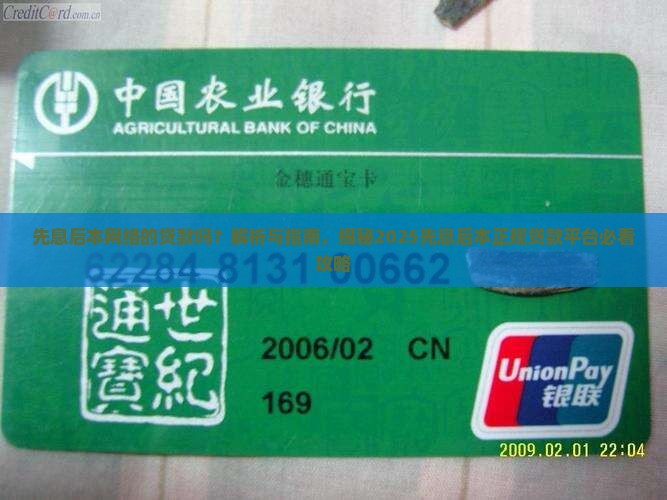 CreditCard.com.cn
中国农业银行
AGRICULTURAL BANK OF CHINA
金穗通宝卡
先息后本网络的贷款吗？解析与指南，揭秘2025先息后本正规贷款平台必看
攻略
62284 8131 00662
世纪
通寶
2006/02 CN
169
UnionPay
银联
2009.02.01 22:04